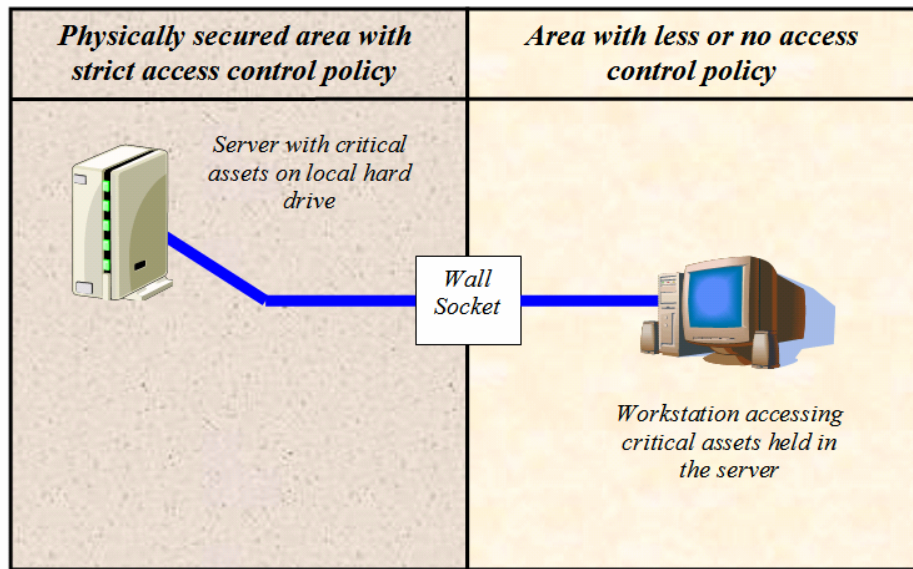 Physically secured area with
strict access control policy
Area with less or no access
control policy
Server with critical
assets on local hard
drive
Wall
Socket
Workstation accessing
critical assets held in
the server